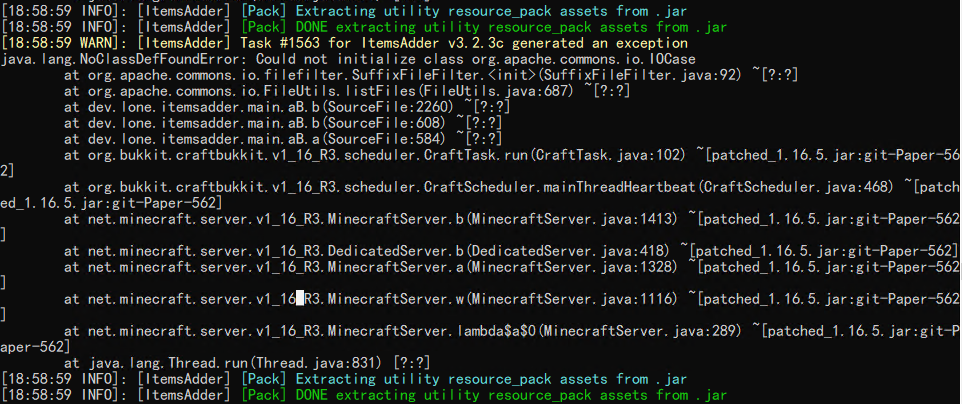 [18:58:59 INFO]: [ItemsAdder] [Pack] Extracting utility resource_pack assets from .jar
[18:58:59 INFO]: [ItemsAdder] [Pack] DONE extracting utility resource_pack assets from .jar
[18:58:59 WARN]: [ItemsAdder] Task #1563 for ItemsAdder v3.2.3c generated an exception
java.lang.NoClassDefFoundError: Could not initialize class org.apache.commons.io.IOCase
at org.apache.commons.io.filefilter.SuffixFileFilter.<init>(SuffixFileFilter.java:92) ~[?:?]
at org.apache.commons.io.FileUtils.listFiles(FileUtils.java:687) ~[?:?]
at dev.lone.itemsadder.main.aB.b(SourceFile:2260) ~[?:?]
at dev.lone.itemsadder.main.aB.b(SourceFile:608) ~[?:?]
at dev.lone.itemsadder.main.aB.a(SourceFile:584) ~[?:?]
at org.bukkit.craftbukkit.v1_16_R3.scheduler.CraftTask.run(CraftTask.java:102) ~[patched_1.16.5.jar:git-Paper-56
2]
at org.bukkit.craftbukkit.v1_16_R3.scheduler.CraftScheduler.mainThreadHeartbeat(CraftScheduler.java:468) ~[patch
ed_1.16.5.jar:git-Paper-562]
at net.minecraft.server.v1_16_R3.MinecraftServer.b(MinecraftServer.java:1413) ~[patched_1.16.5.jar:git-Paper-562
]
at net.minecraft.server.v1_16_R3.DedicatedServer.b(DedicatedServer.java:418) ~[patched_1.16.5.jar:git-Paper-562]
at net.minecraft.server.v1_16_R3.MinecraftServer.a(MinecraftServer.java:1328) ~[patched_1.16.5.jar:git-Paper-562
]
at net.minecraft.server.v1_16_R3.MinecraftServer.w(MinecraftServer.java:1116) ~[patched_1.16.5.jar:git-Paper-562
]
at net.minecraft.server.v1_16_R3.MinecraftServer.lambda$a$0(MinecraftServer.java:289) ~[patched_1.16.5.jar:git-P
aper-562]
at java.lang.Thread.run(Thread.java:831) [?:?]
[18:58:59 INFO]: [ItemsAdder] [Pack] Extracting utility resource_pack assets from .jar
[18:58:59 INFO]: [ItemsAdder] [Pack] DONE extracting utility resource_pack assets from .jar